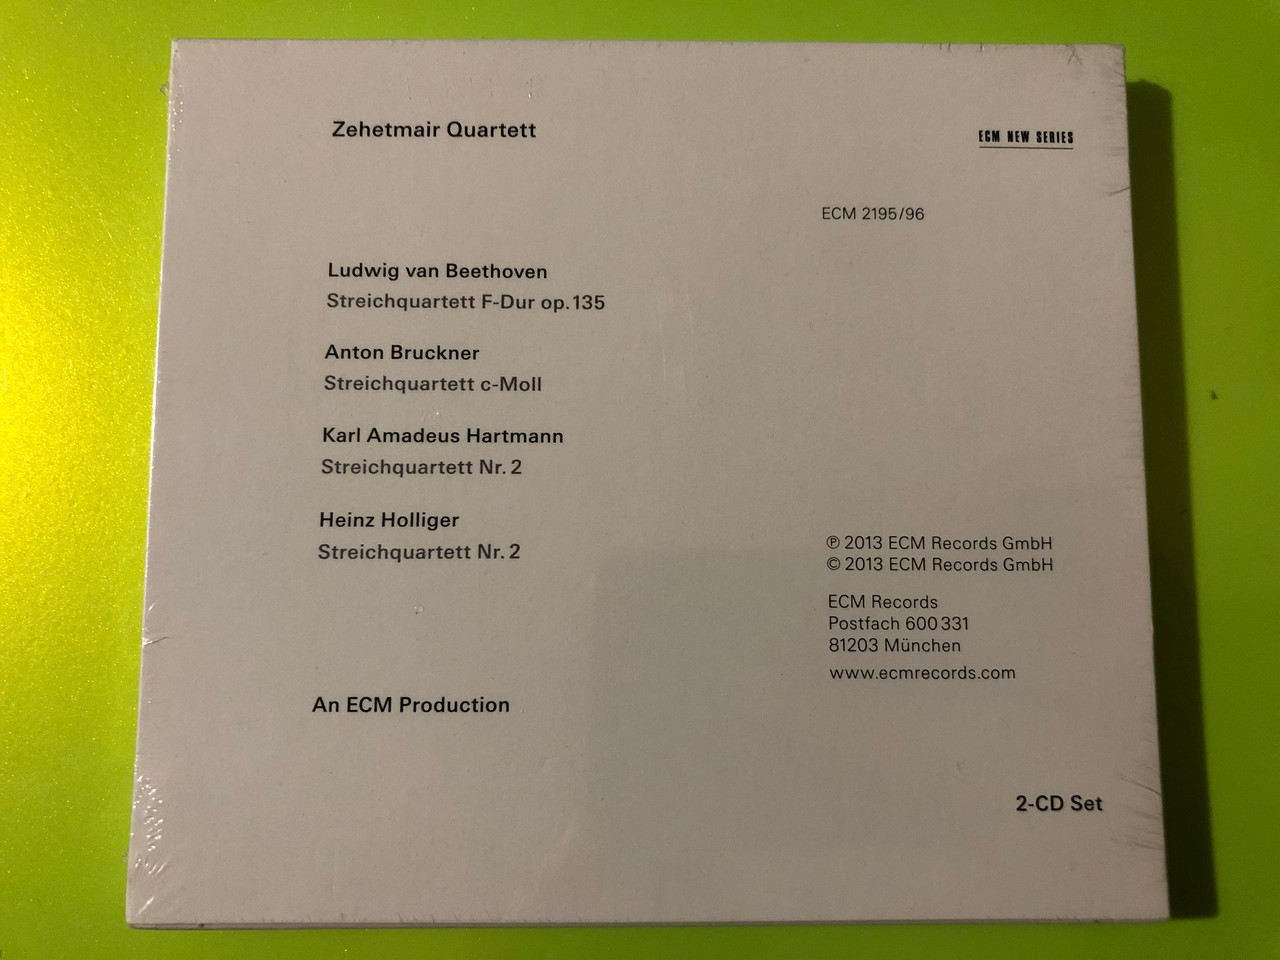 Zehetmair Quartett
ECM NEW SERIES
ECM 2195/96
Ludwig van Beethoven
Streichquartett F-Dur op.135
Anton Bruckner
Streichquartett c-Moll
Karl Amadeus Hartmann
Streichquartett Nr. 2
Heinz Holliger
Streichquartett Nr. 2
℗ 2013 ECM Records GmbH
© 2013 ECM Records GmbH
ECM Records
Postfach 600 331
81203 München
www.ecmrecords.com
An ECM Production
2-CD Set